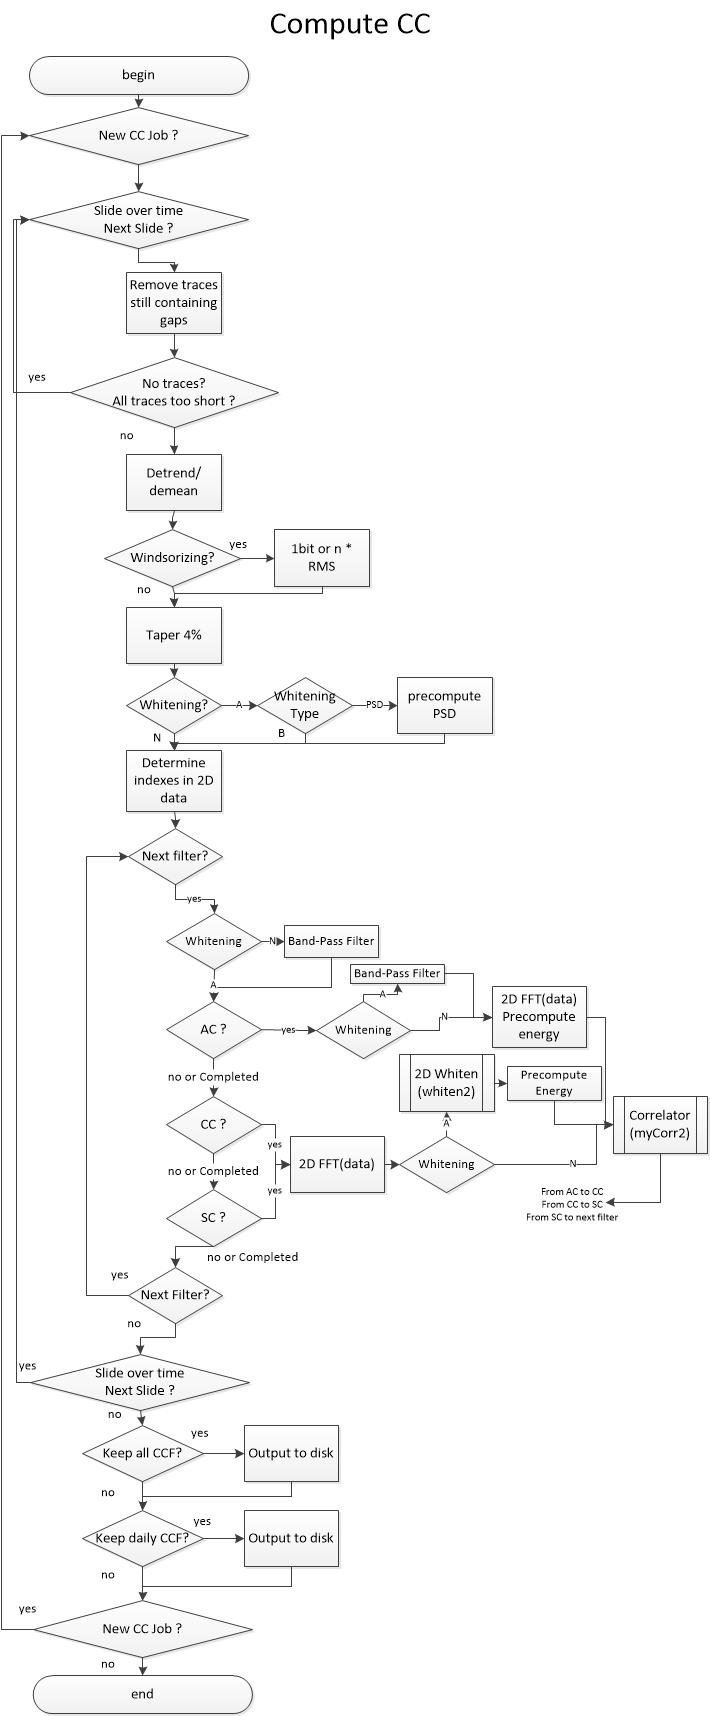 Compute CC
begin
New CC Job ?
Slide over time
Next Slide ?
Remove traces
still containing
gaps
yes
No traces?
All traces too short ?
no
Detrend/
demean
Windsorizing?
yes
1bit or n *
RMS
no
Taper 4%
Whitening?
A
Whitening
Type
PSD
precompute
PSD
N
B
Determine
indexes in 2D
data
Next filter?
yes
Whitening
N
Band-Pass Filter
A
Band-Pass Filter
A
AC ?
yes
Whitening
N
2D FFT(data)
Precompute
energy
no or Completed
2D Whiten
(whiten2)
Precompute
Energy
A
CC ?
yes
Correlator
(myCorr2)
no or Completed
2D FFT(data)
Whitening
N
yes
SC ?
From AC to CC
From CC to SC
From SC to next filter
no or Completed
yes
Next Filter?
no
yes
Slide over time
Next Slide ?
no
Keep all CCF?
yes
Output to disk
no
Keep daily CCF?
yes
Output to disk
no
yes
New CC Job ?
no
end